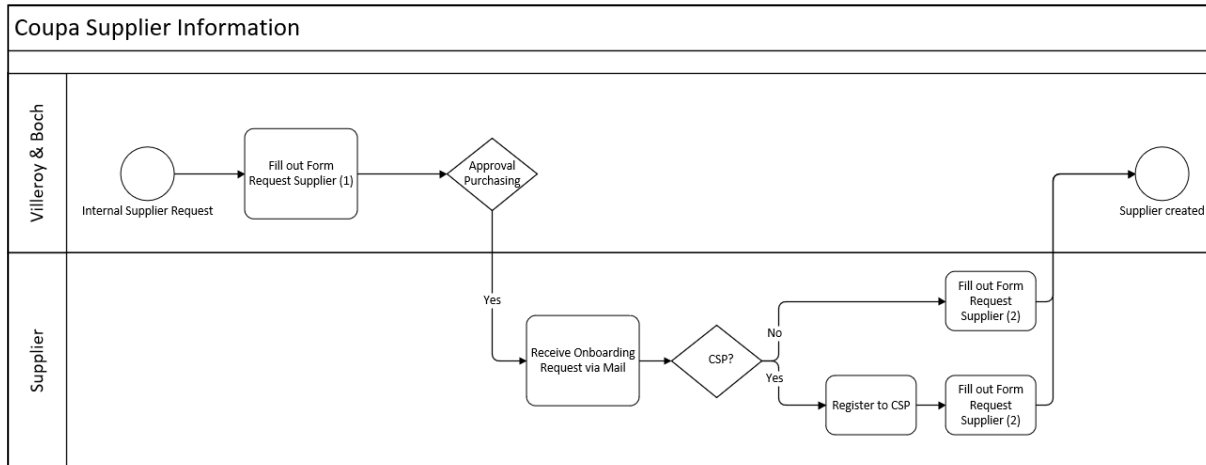 Coupa Supplier Information
Villeroy & Boch
Internal Supplier Request
Fill out Form
Request Supplier (1)
Approval
Purchasing
Supplier created
Supplier
Yes
Receive Onboarding
Request via Mail
CSP?
No
Yes
Fill out Form
Request
Supplier (2)
Register to CSP
Fill out Form
Request
Supplier (2)